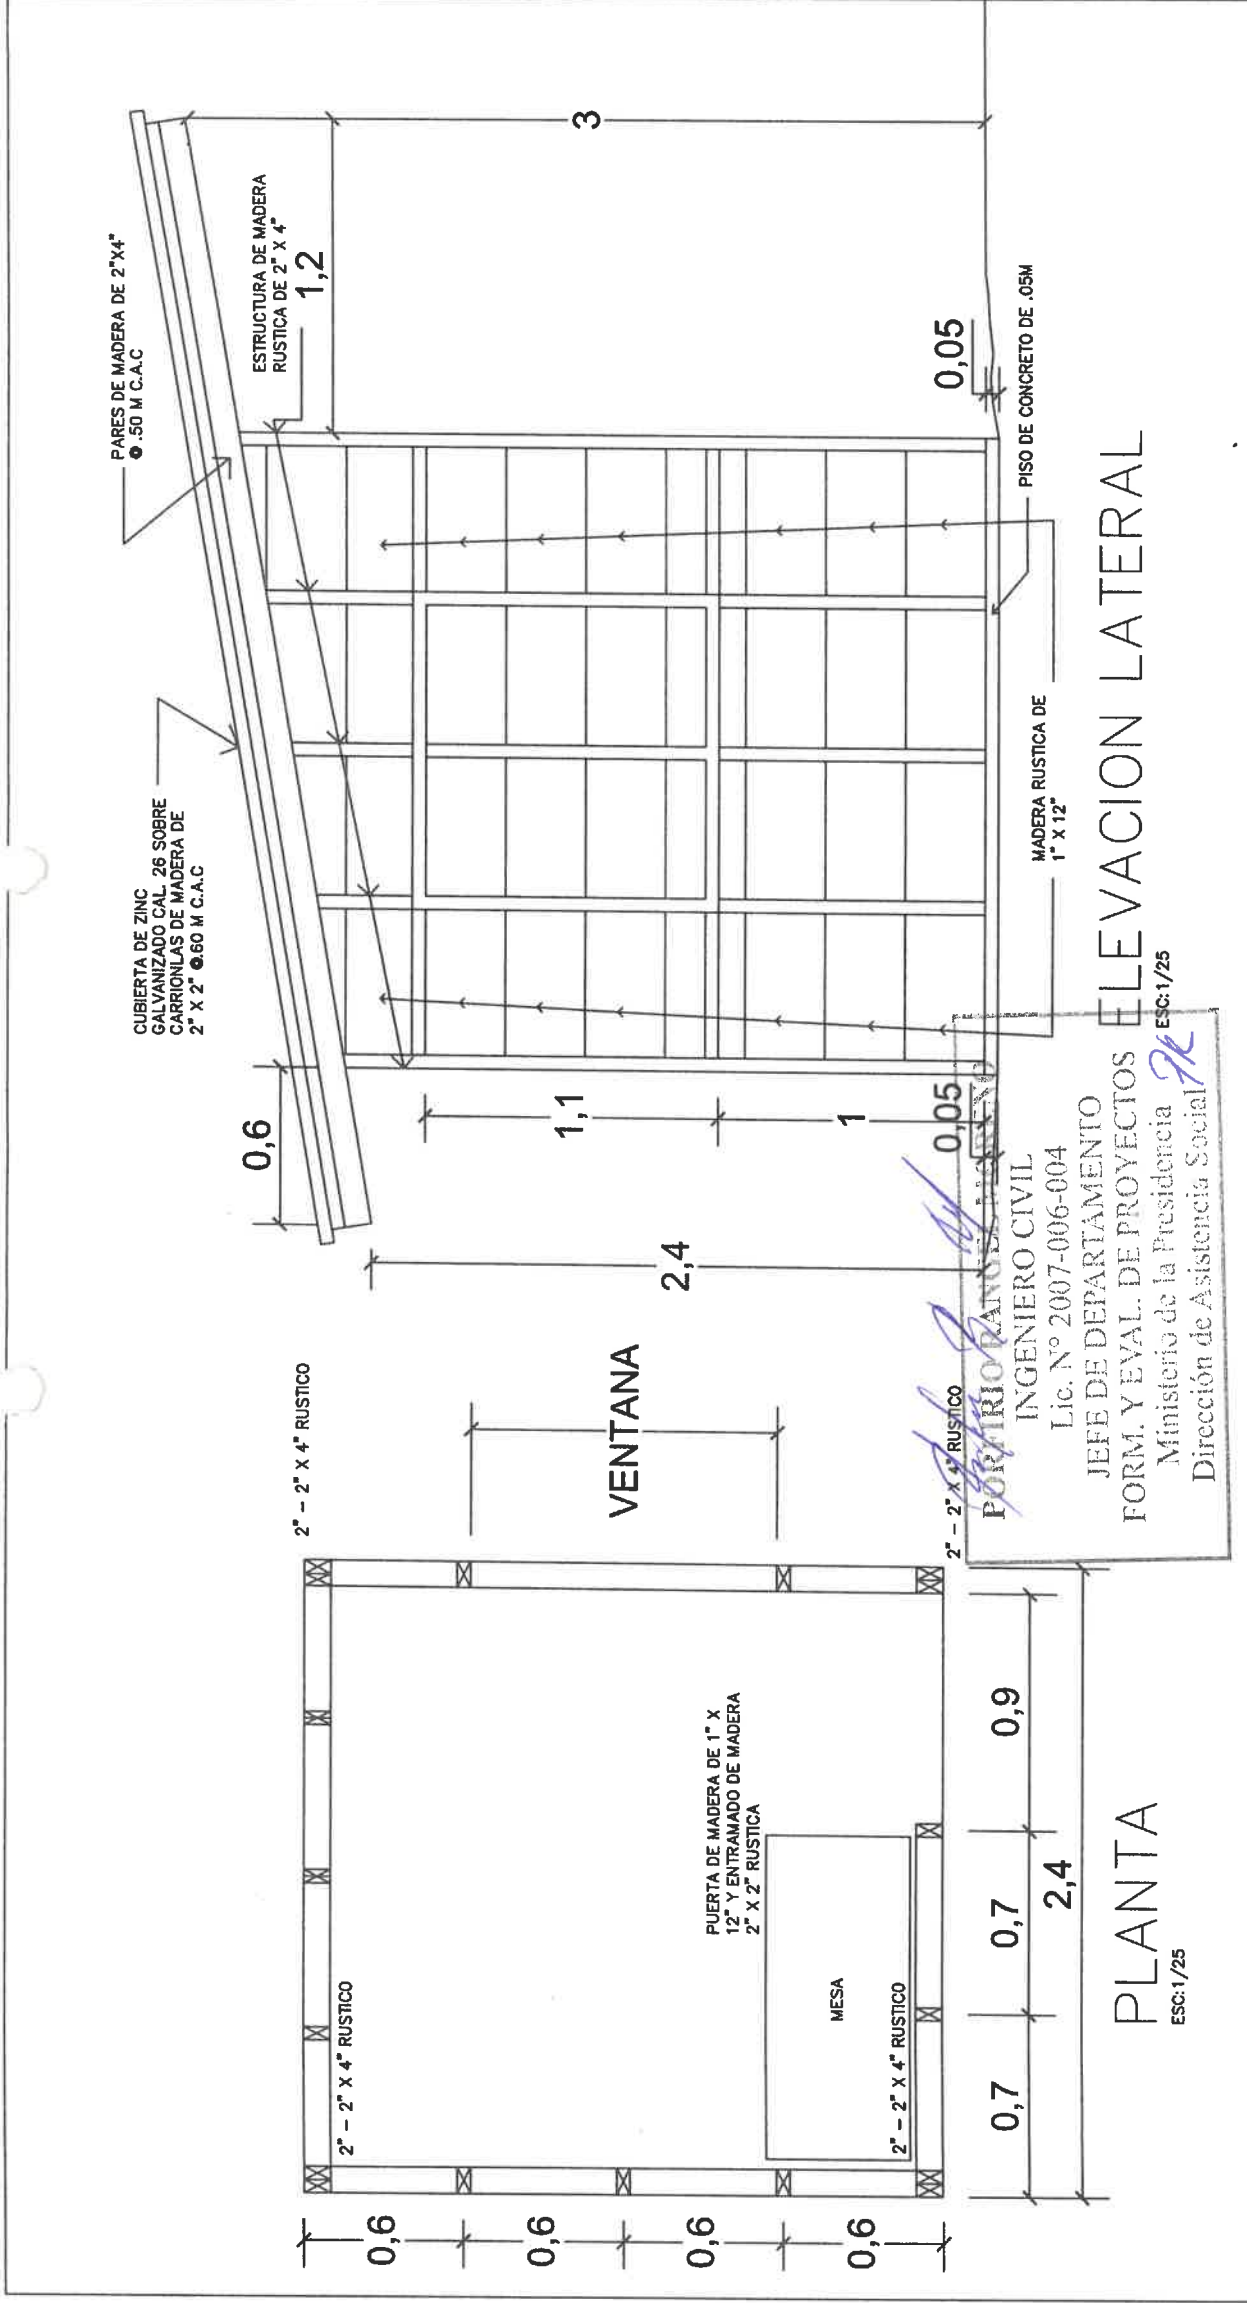 2" - 2" X 4" RUSTICO
2" - 2" X 4" RUSTICO
PUERTA DE MADERA DE 1" X
12" Y ENTRAMADO DE MADERA
2" X 2" RUSTICA
MESA
2" - 2" X 4" RUSTICO
2" - 2" X 4" RUSTICO
0,6
0,6
0,6
0,6
0,7
0,7
0,9
2,4
VENTANA
PLANTA
ESC:1/25
CUBIERTA DE ZINC
GALVANIZADO CAL. 26 SOBRE
CARRIONLAS DE MADERA DE
2" X 2" @.60 M C.A.C
PARES DE MADERA DE 2"X4"
@ .50 M C.A.C
ESTRUCTURA DE MADERA
RUSTICA DE 2" X 4"
0,6
1,2
3
1,1
1
2,4
0,05
0,05
PISO DE CONCRETO DE .05M
MADERA RUSTICA DE
1" X 12"
ELEVACION LATERAL
ESC:1/25
PORFIRIO RANGEL MORENO
INGENIERO CIVIL
Lic. N° 2007-006-004
JEFE DE DEPARTAMENTO
FORM. Y EVAL. DE PROYECTOS
Ministerio de la Presidencia
Dirección de Asistencia Social